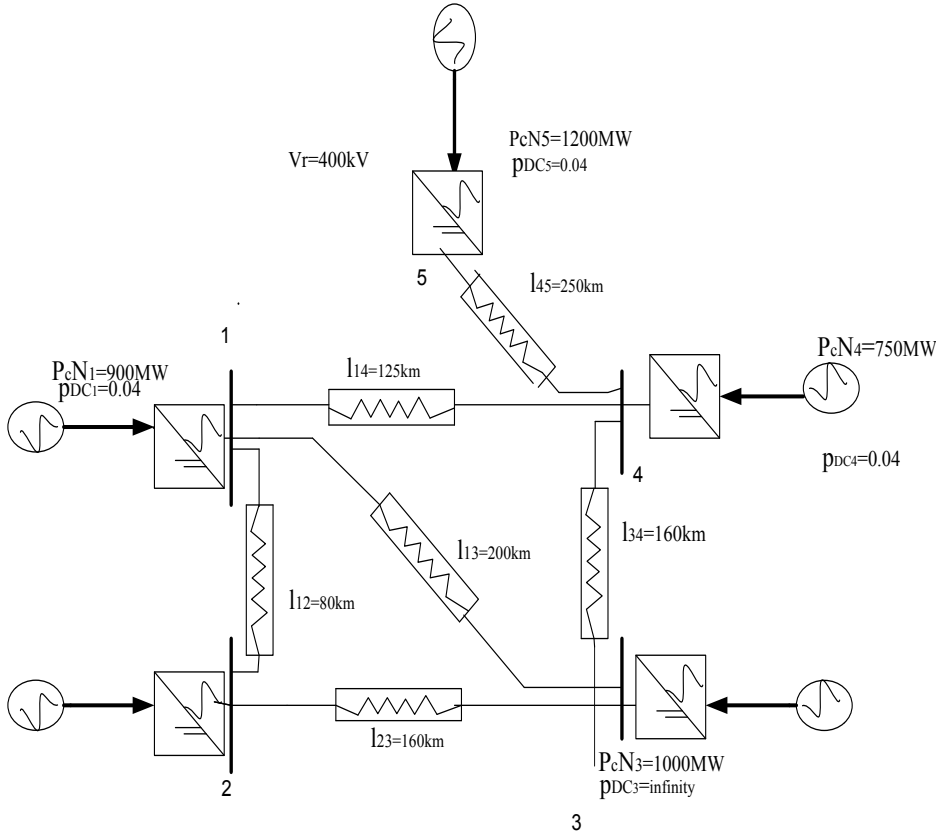 PcN5=1200MW
Vr=400kV
pDC5=0.04
5
l45=250km
1
PcN1=900MW
pDC1=0.04
l14=125km
PcN4=750MW
4
pDC4=0.04
l13=200km
l34=160km
l12=80km
l23=160km
PcN3=1000MW
pDC3=infinity
2
3